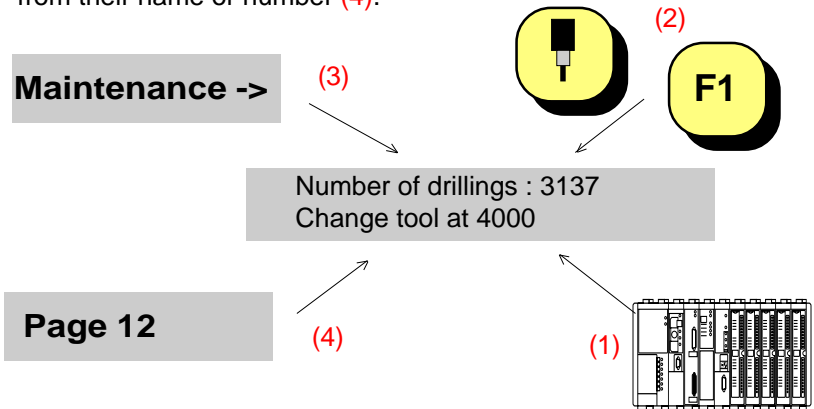 from their name or number (4).
(2)
Maintenance ->
(3)
F1
Number of drillings : 3137
Change tool at 4000
Page 12
(4)
(1)